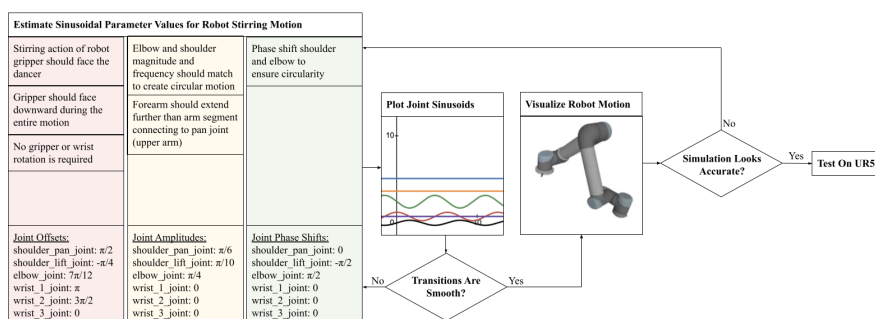 Estimate Sinusoidal Parameter Values for Robot Stirring Motion
Stirring action of robot
gripper should face the
dancer
Gripper should face
downward during the
entire motion
No gripper or wrist
rotation is required
Joint Offsets:
shoulder_pan_joint: π/2
shoulder_lift_joint: -π/4
elbow_joint: 7π/12
wrist_1_joint: π
wrist_2_joint: 3π/2
wrist_3_joint: 0
Elbow and shoulder
magnitude and
frequency should match
to create circular motion
Forearm should extend
further than arm segment
connecting to pan joint
(upper arm)
Joint Amplitudes:
shoulder_pan_joint: π/6
shoulder_lift_joint: π/10
elbow_joint: π/4
wrist_1_joint: 0
wrist_2_joint: 0
wrist_3_joint: 0
Phase shift shoulder
and elbow to
ensure circularity
Joint Phase Shifts:
shoulder_pan_joint: 0
shoulder_lift_joint: -π/2
elbow_joint: π/2
wrist_1_joint: 0
wrist_2_joint: 0
wrist_3_joint: 0
Plot Joint Sinusoids
10
0
10
Transitions Are
Smooth?
No
Yes
Visualize Robot Motion
Simulation Looks
Accurate?
No
Yes
Test On UR5